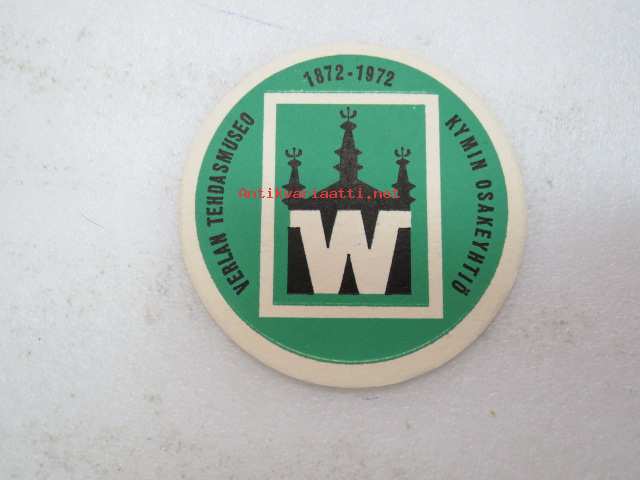 VERLAN TEHDASMUSEO
1872-1972
KYMIN OSAKEYHTIÖ
Antikvariaatti.net
W